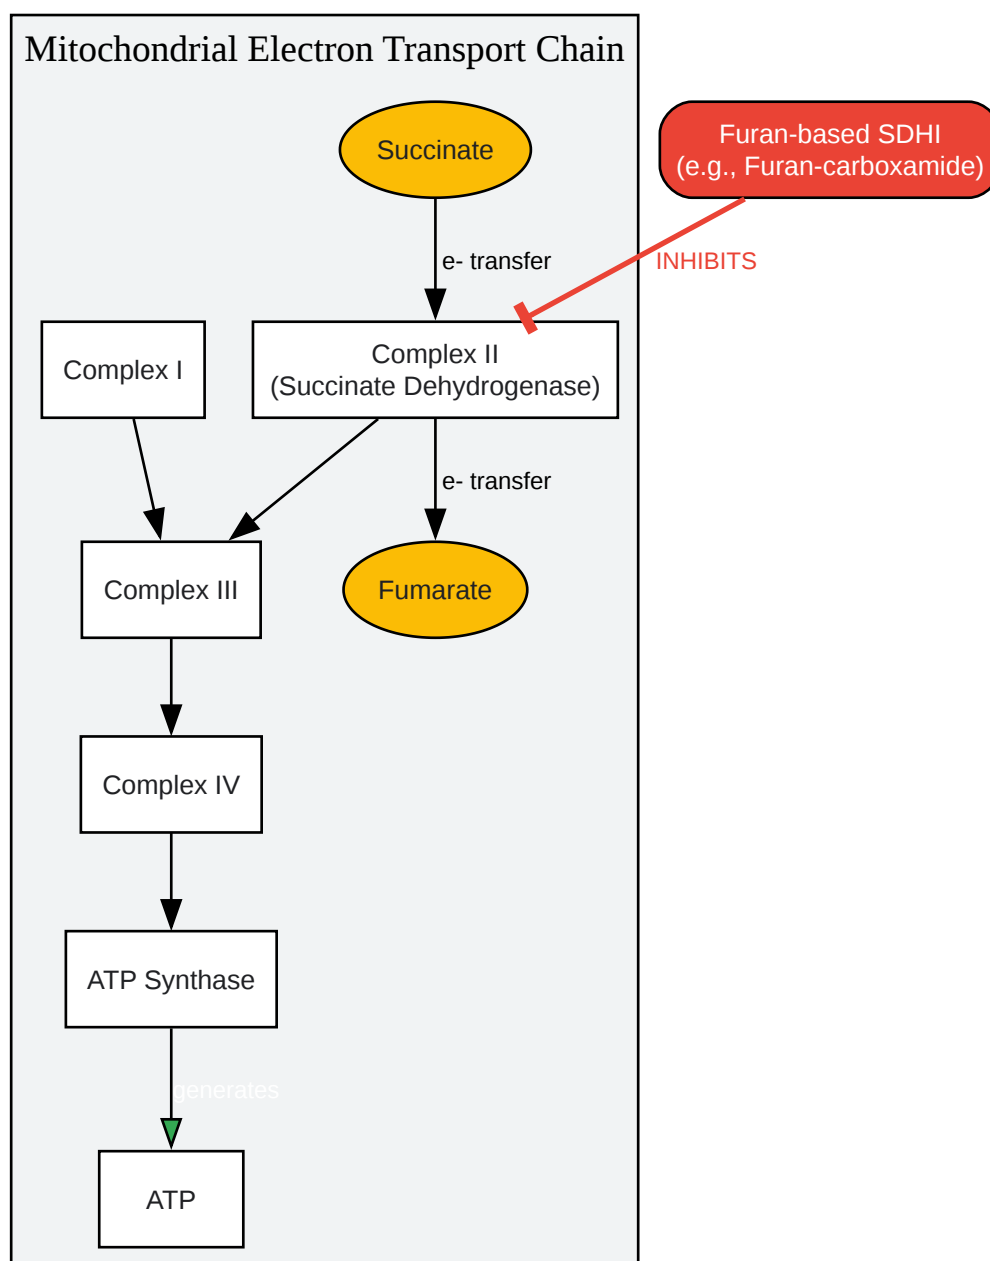 Mitochondrial Electron Transport Chain
Succinate
Furan-based SDHI
(e.g., Furan-carboxamide)
e- transfer
INHIBITS
Complex I
Complex II
(Succinate Dehydrogenase)
e- transfer
Complex III
Fumarate
Complex IV
ATP Synthase
generates
ATP